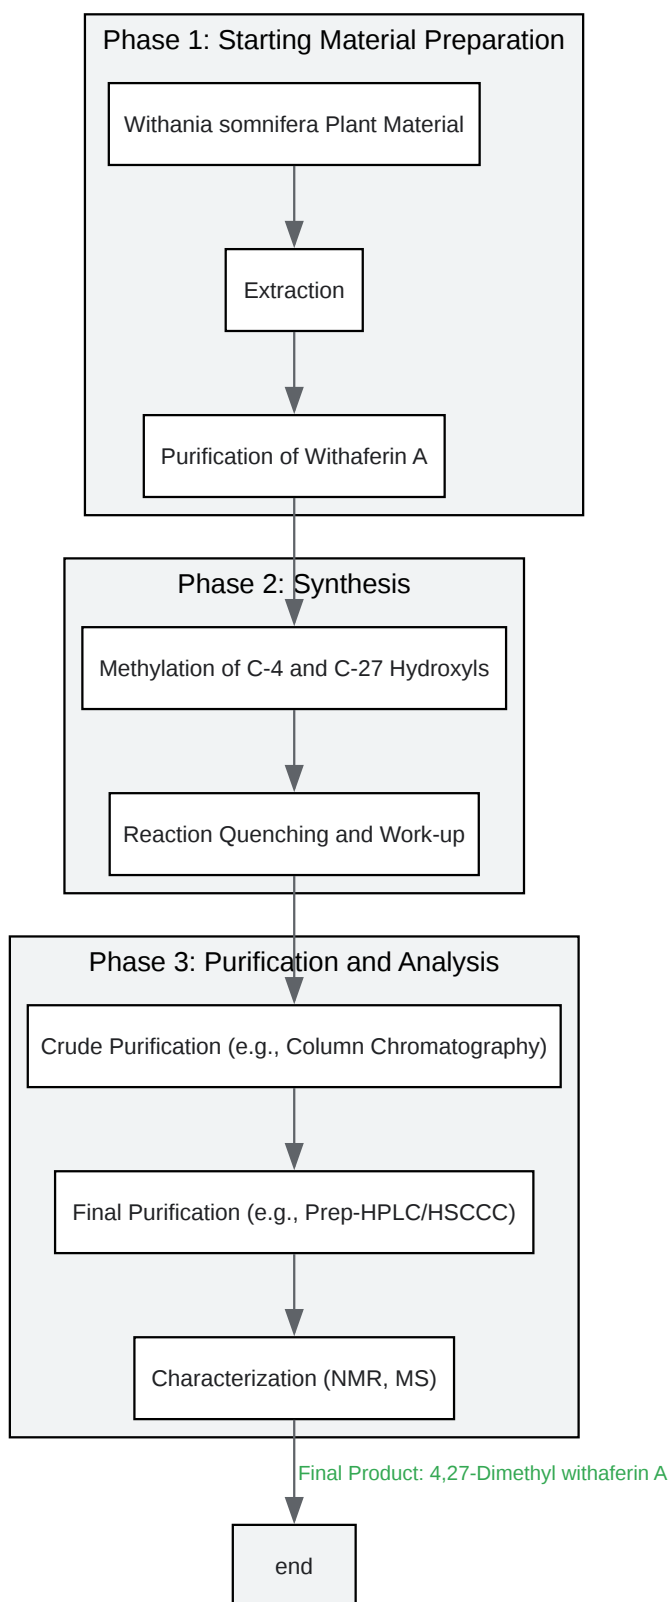 Phase 1: Starting Material Preparation
Withania somnifera Plant Material
Extraction
Purification of Withaferin A
Phase 2: Synthesis
Methylation of C-4 and C-27 Hydroxyls
Reaction Quenching and Work-up
Phase 3: Purification and Analysis
Crude Purification (e.g., Column Chromatography)
Final Purification (e.g., Prep-HPLC/HSCCC)
Characterization (NMR, MS)
Final Product: 4,27-Dimethyl withaferin A
end